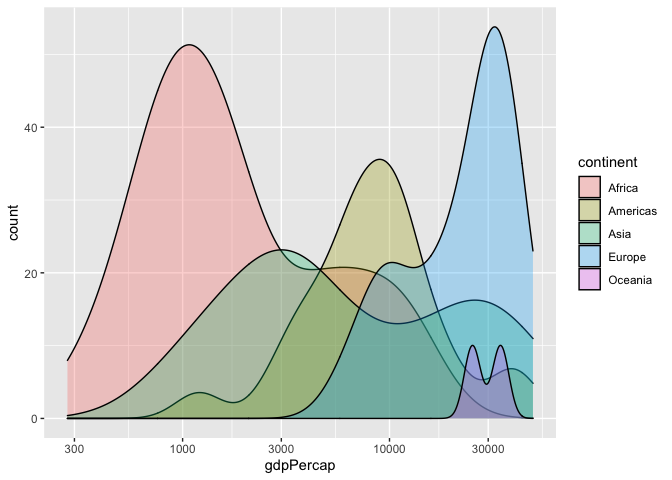 count
40
20
0
300
1000
3000
10000
30000
gdpPercap
continent
Africa
Americas
Asia
Europe
Oceania